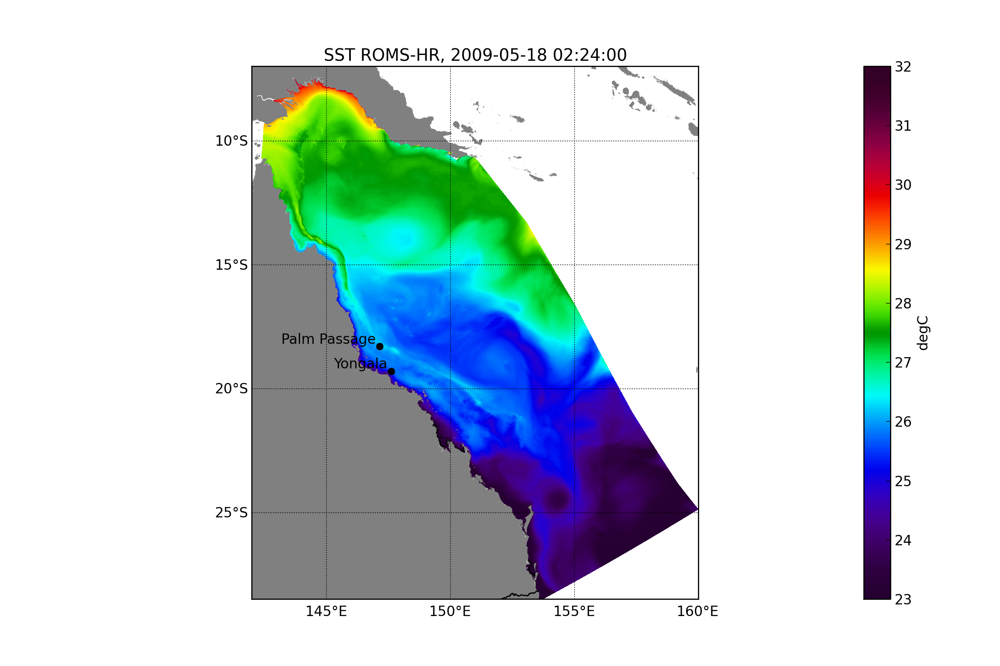 SST ROMS-HR, 2009-05-18 02:24:00
32
31
30
29
28
27
26
25
24
23
degC
10°S
15°S
20°S
25°S
Palm Passage
Yongala
145°E
150°E
155°E
160°E